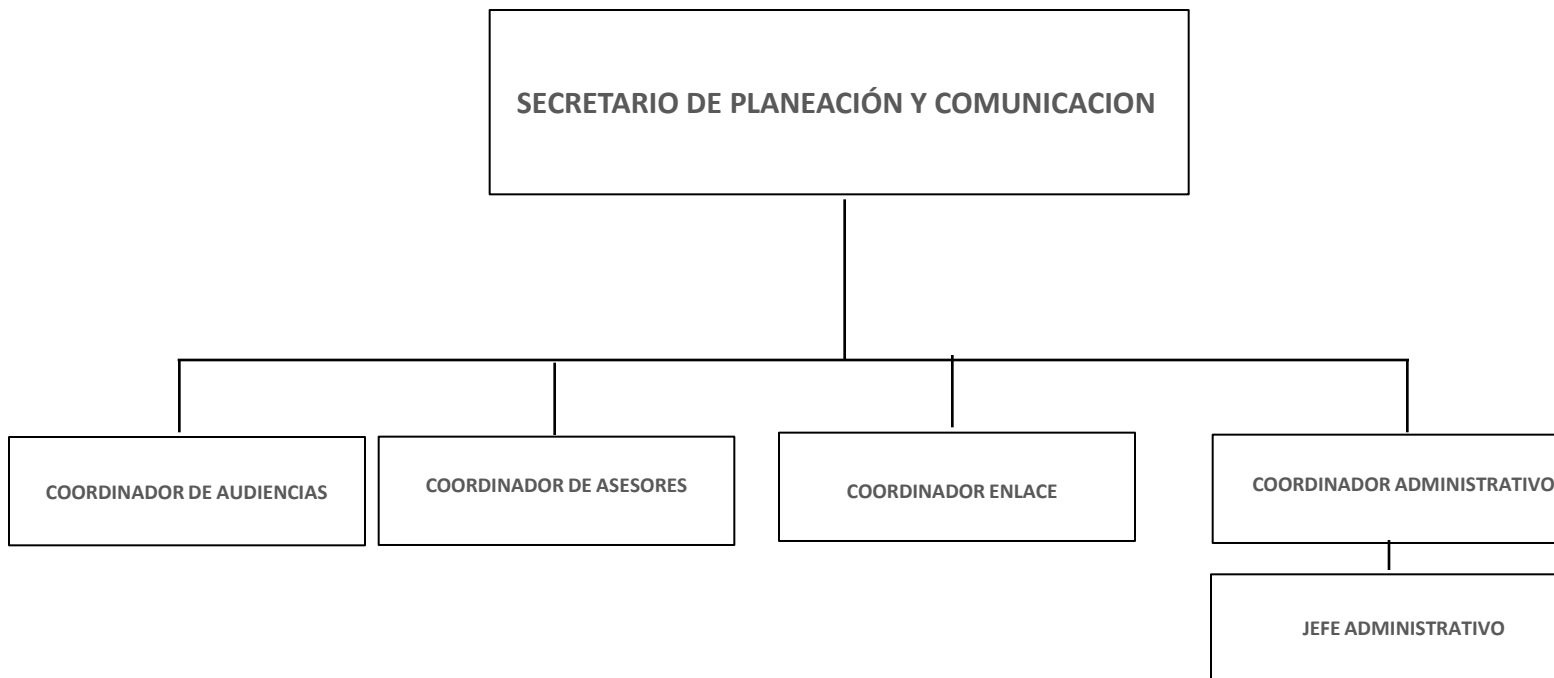 SECRETARIO DE PLANEACIÓN Y COMUNICACION
COORDINADOR DE AUDIENCIAS
COORDINADOR DE ASESORES
COORDINADOR ENLACE
COORDINADOR ADMINISTRATIVO
JEFE ADMINISTRATIVO